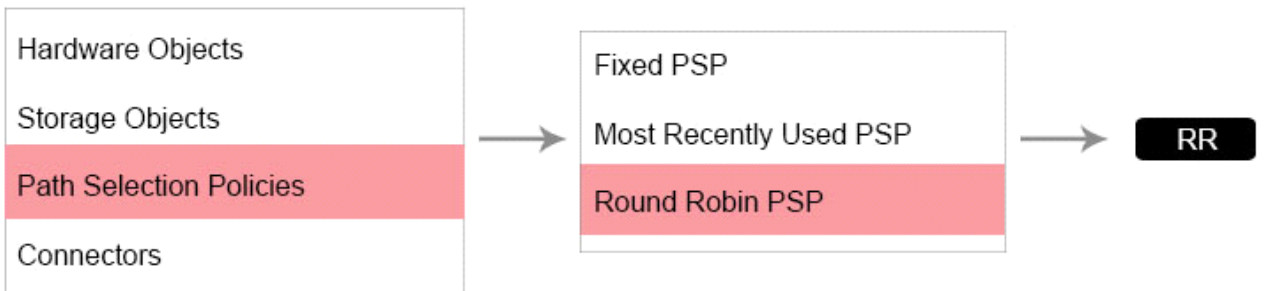 Hardware Objects
Storage Objects
Path Selection Policies
Connectors
Fixed PSP
Most Recently Used PSP
Round Robin PSP
RR